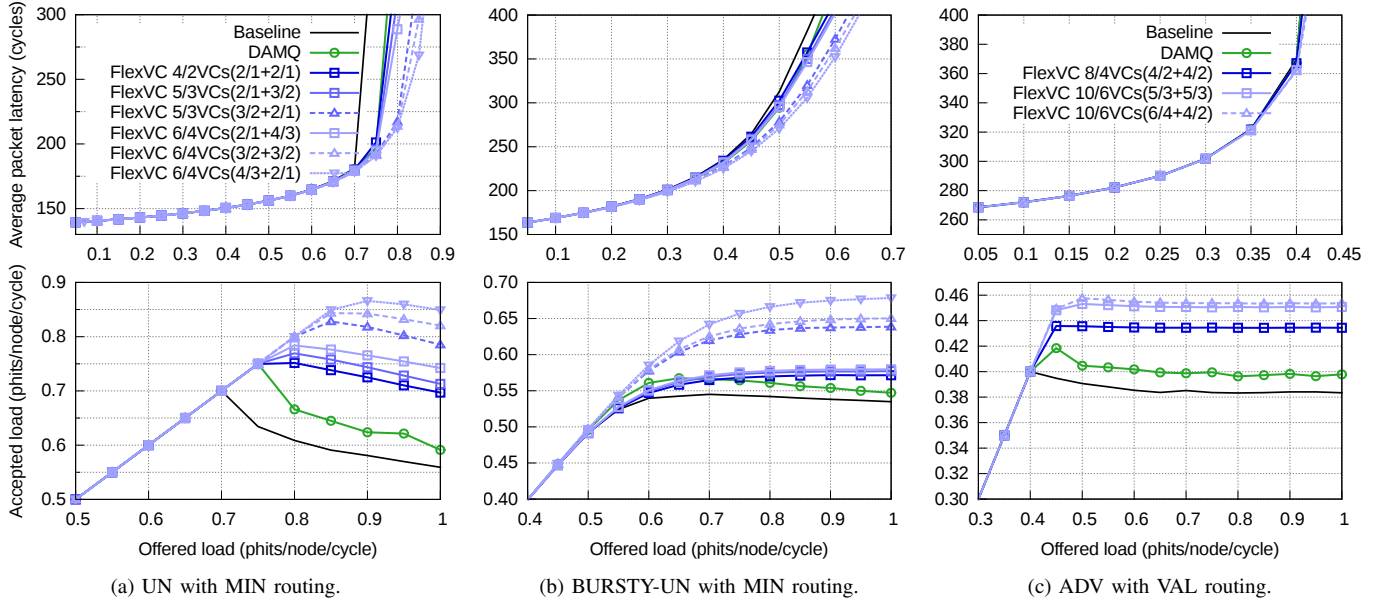 Average packet latency (cycles)
300
250
200
150
Baseline
DAMQ
FlexVC 4/2VCs(2/1+2/1)
FlexVC 5/3VCs(2/1+3/2)
FlexVC 5/3VCs(3/2+2/1)
FlexVC 6/4VCs(2/1+4/3)
FlexVC 6/4VCs(3/2+3/2)
FlexVC 6/4VCs(4/3+2/1)
0.1 0.2 0.3 0.4 0.5 0.6 0.7 0.8 0.9
400
350
300
250
200
150
0.1 0.2 0.3 0.4 0.5 0.6 0.7
400
380
360
340
320
300
280
260
Baseline
DAMQ
FlexVC 8/4VCs(4/2+4/2)
FlexVC 10/6VCs(5/3+5/3)
FlexVC 10/6VCs(6/4+4/2)
0.05 0.1 0.15 0.2 0.25 0.3 0.35 0.4 0.45
Accepted load (phits/node/cycle)
0.9
0.8
0.7
0.6
0.5
0.5 0.6 0.7 0.8 0.9 1
Offered load (phits/node/cycle)
(a) UN with MIN routing.
0.70
0.65
0.60
0.55
0.50
0.45
0.40
0.4 0.5 0.6 0.7 0.8 0.9 1
Offered load (phits/node/cycle)
(b) BURSTY-UN with MIN routing.
0.46
0.44
0.42
0.40
0.38
0.36
0.34
0.32
0.30
0.3 0.4 0.5 0.6 0.7 0.8 0.9 1
Offered load (phits/node/cycle)
(c) ADV with VAL routing.